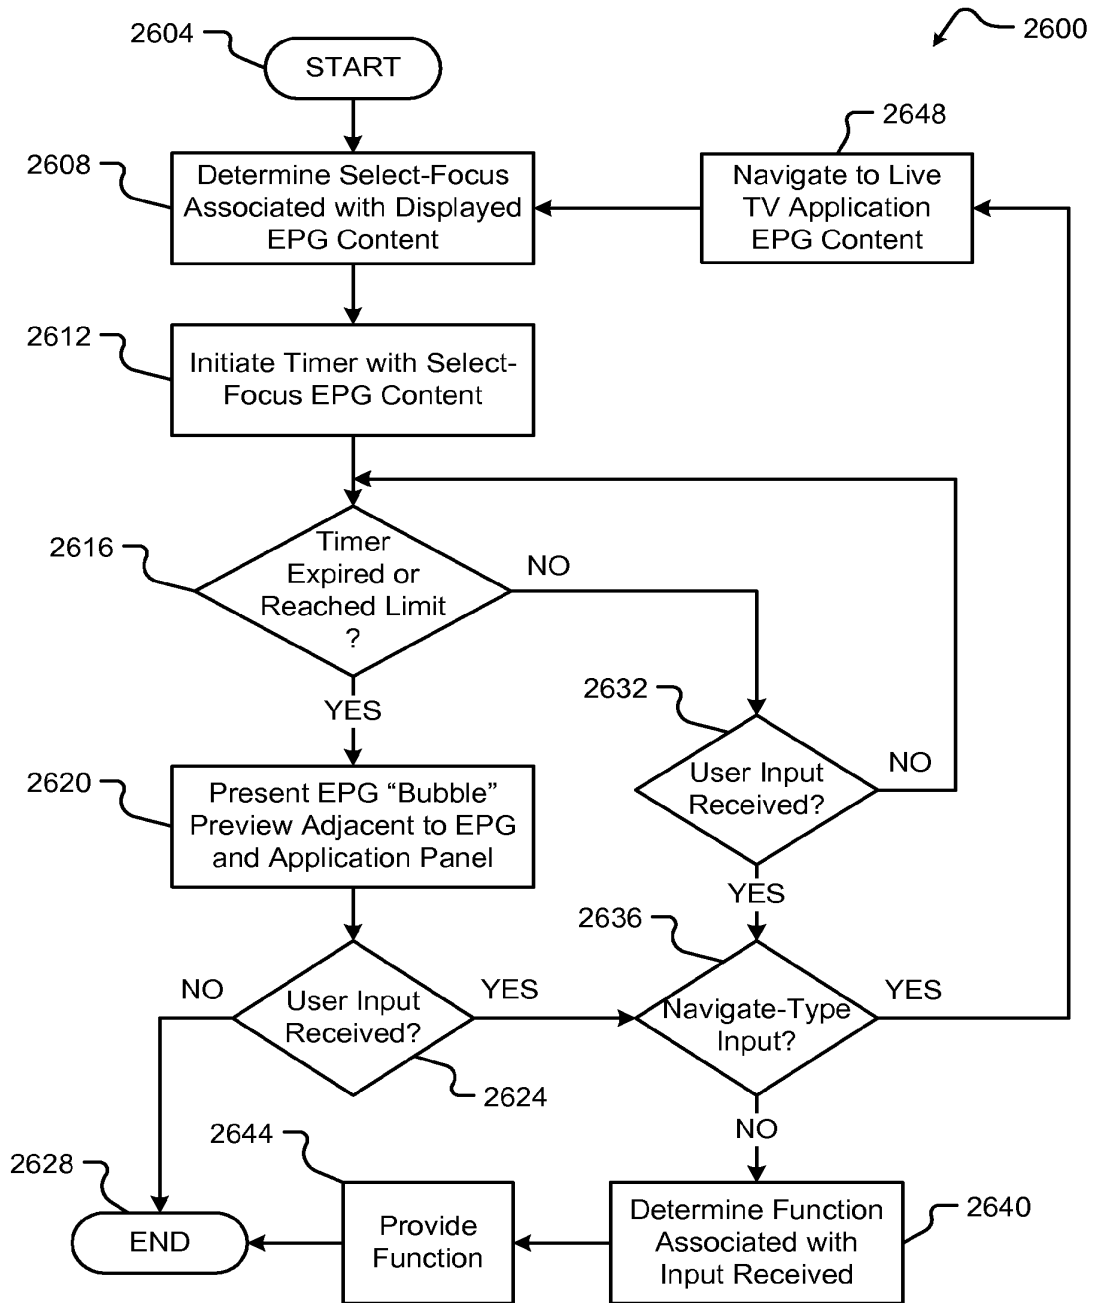 2604
START
2600
2648
2608
Determine Select-Focus
Associated with Displayed
EPG Content
Navigate to Live
TV Application
EPG Content
2612
Initiate Timer with Select-
Focus EPG Content
2616
Timer
Expired or
Reached Limit
?
NO
YES
2632
User Input
Received?
NO
2620
Present EPG “Bubble”
Preview Adjacent to EPG
and Application Panel
YES
2636
NO
User Input
Received?
YES
Navigate-Type
Input?
YES
2624
NO
2644
2628
END
Provide
Function
Determine Function
Associated with
Input Received
2640